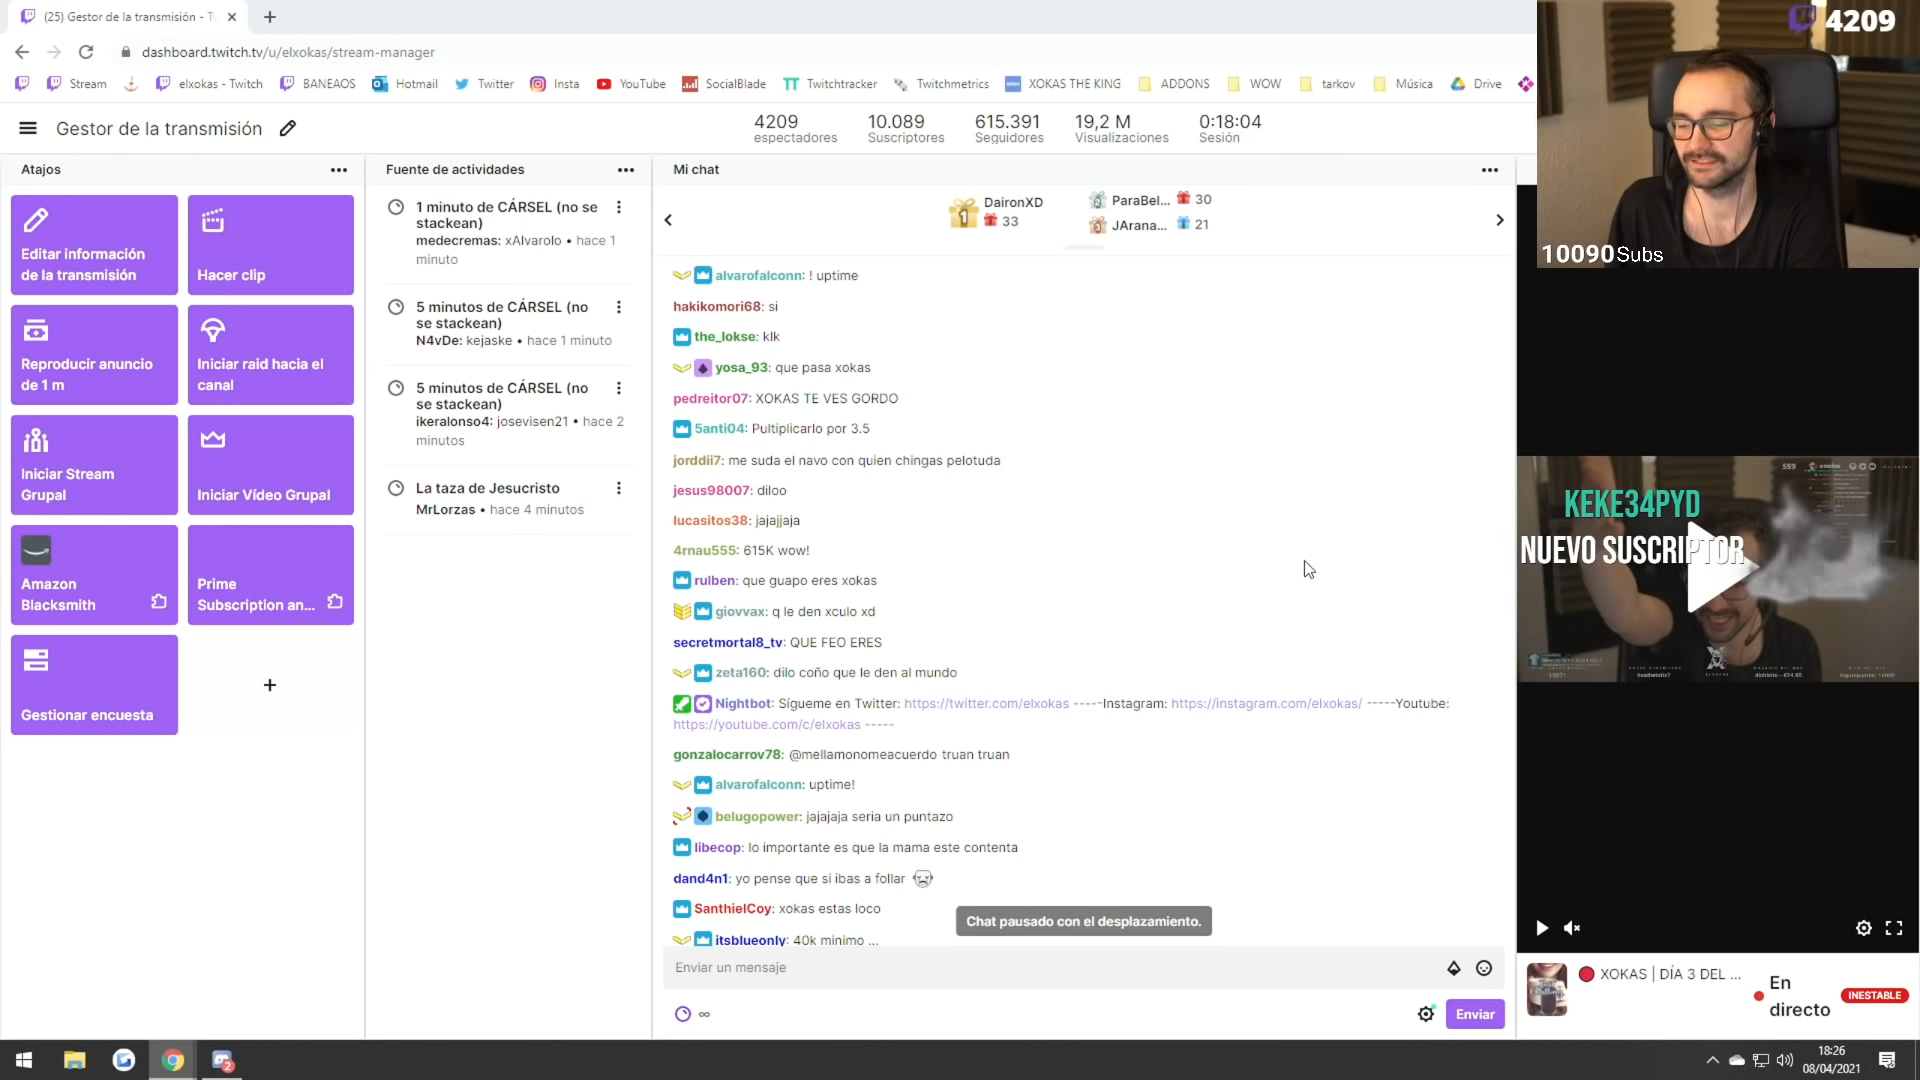 (25) Gestor de la transmisión - Tw
4209
dashboard.twitch.tv/u/elxokas/stream-manager
Stream
elxokas - Twitch
BANEAOS
Hotmail
Twitter
Insta
YouTube
SocialBlade
Twitchtracker
Twitchmetrics
XOKAS THE KING
ADDONS
WOW
tarkov
Música
Drive
Gestor de la transmisión
4209
espectadores
10.089
Suscriptores
615.391
Seguidores
19,2 M
Visualizaciones
0:18:04
Sesión
10090 Subs
Atajos
Editar información
de la transmisión
Hacer clip
Reproducir anuncio
de 1 m
Iniciar raid hacia el
canal
Iniciar Stream
Grupal
Iniciar Vídeo Grupal
Amazon
Blacksmith
Prime
Subscription an...
Gestionar encuesta
Fuente de actividades
1 minuto de CÁRSEL (no se
stackean)
medecremas: xAlvarolo • hace 1
minuto
5 minutos de CÁRSEL (no
se stackean)
N4vDe: kejaske • hace 1 minuto
5 minutos de CÁRSEL (no
se stackean)
ikeralonso4: josevisen21 • hace 2
minutos
La taza de Jesucristo
MrLorzas • hace 4 minutos
Mi chat
1
DaironXD
33
ParaBel... 30
JArana... 21
alvarofalconn: ! uptime
hakikomori68: si
the_lokse: klk
yosa_93: que pasa xokas
pedreitor07: XOKAS TE VES GORDO
5anti04: Pultiplicarlo por 3.5
jorddii7: me suda el navo con quien chingas pelotuda
jesus98007: diloo
lucasitos38: jajajjaja
4rnau555: 615K wow!
rulben: que guapo eres xokas
giovvax: q le den xculo xd
secretmortal8_tv: QUE FEO ERES
zeta160: dilo coño que le den al mundo
Nightbot: Sígueme en Twitter: https://twitter.com/elxokas -----Instagram: https://instagram.com/elxokas/ -----Youtube:
https://youtube.com/c/elxokas -----
gonzalocarrov78: @mellamonomeacuerdo truan truan
alvarofalconn: uptime!
belugopower: jajajaja seria un puntazo
libecop: lo importante es que la mama este contenta
dand4n1: yo pense que si ibas a follar
SanthielCoy: xokas estas loco
itsblueonly: 40k minimo ...
Chat pausado con el desplazamiento.
Enviar un mensaje
Enviar
559
KEKE34PYD
NUEVO SUSCRIPTOR
XOKAS | DÍA 3 DEL ...
En
directo
INESTABLE
2
18:26
08/04/2021